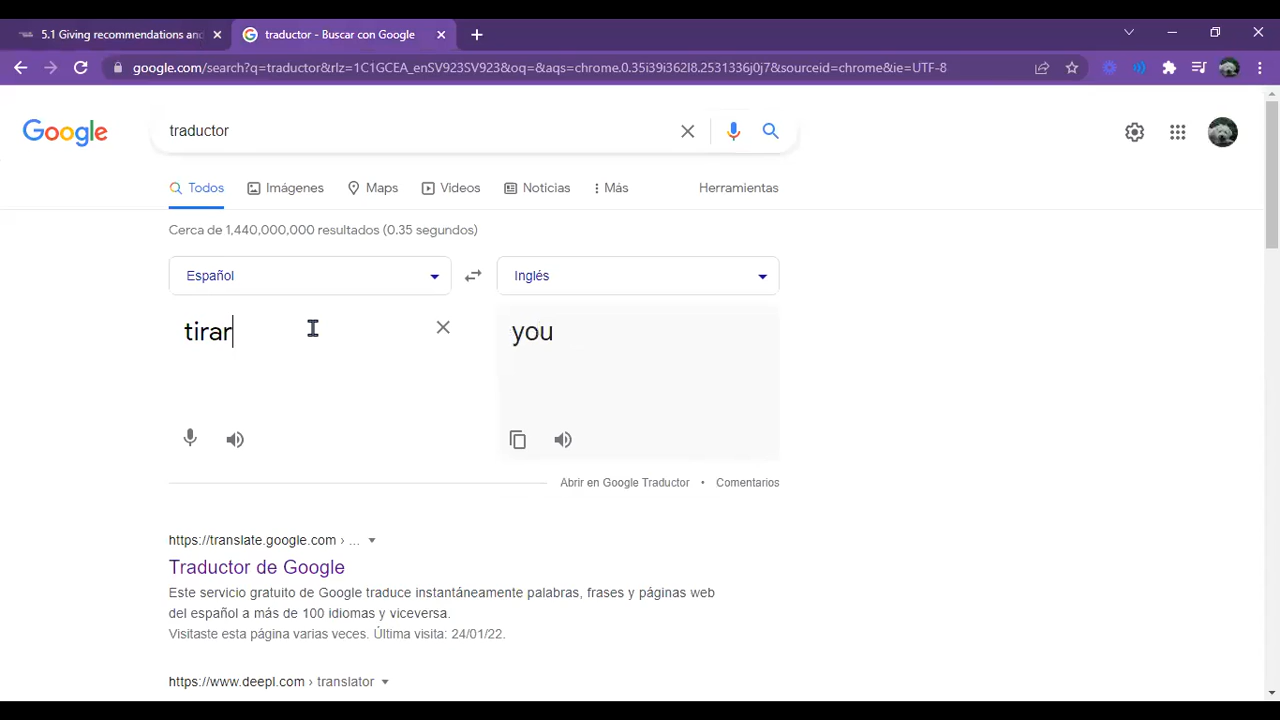 5.1 Giving recommendations and
traductor - Buscar con Google
google.com/search?q=traductor&rlz=1C1GCEA_enSV923SV923&oq=&aqs=chrome.0.35i39i362l8.2531336j0j7&sourceid=chrome&ie=UTF-8
Google
traductor
Todos
Imágenes
Maps
Videos
Noticias
Más
Herramientas
Cerca de 1,440,000,000 resultados (0.35 segundos)
Español
Inglés
tirar
you
Abrir en Google Traductor • Comentarios
https://translate.google.com › ...
Traductor de Google
Este servicio gratuito de Google traduce instantáneamente palabras, frases y páginas web
del español a más de 100 idiomas y viceversa.
Visitaste esta página varias veces. Última visita: 24/01/22.
https://www.deepl.com › translator